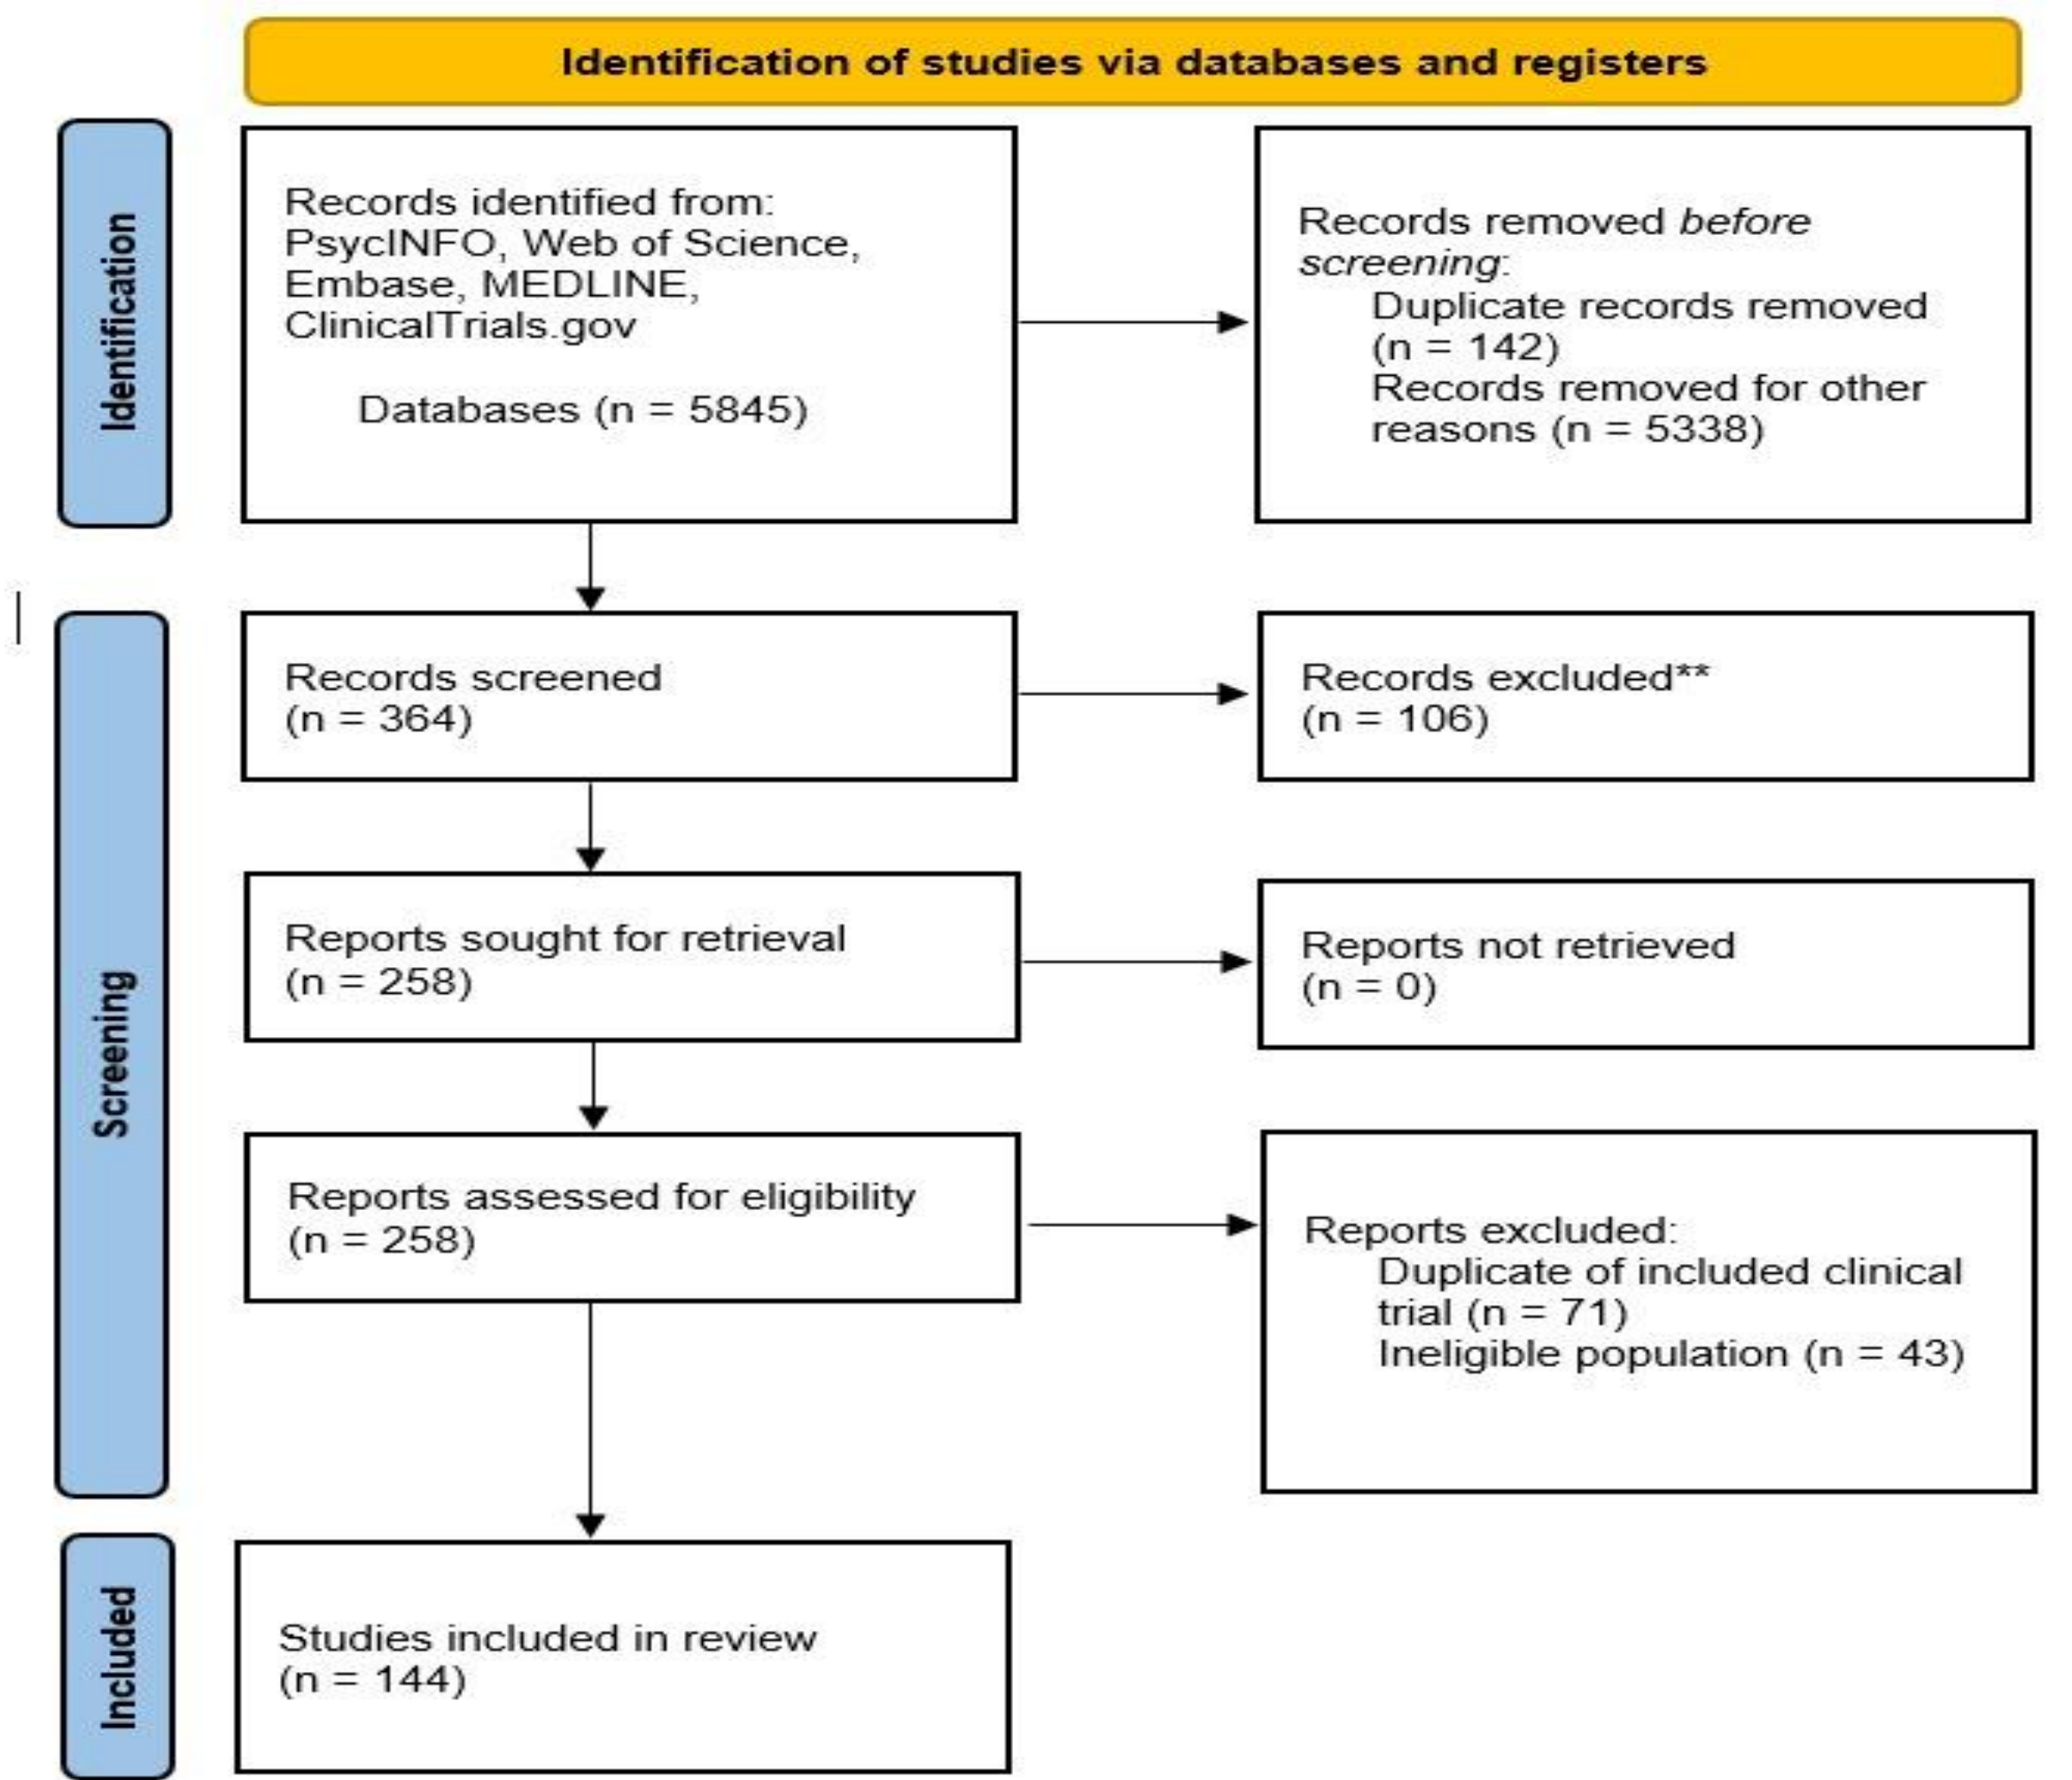 Identification of studies via databases and registers
Identification
Records identified from:
PsycINFO, Web of Science,
Embase, MEDLINE,
ClinicalTrials.gov
Databases (n = 5845)
Records removed before
screening:
Duplicate records removed
(n = 142)
Records removed for other
reasons (n = 5338)
Screening
Records screened
(n = 364)
Records excluded**
(n = 106)
Reports sought for retrieval
(n = 258)
Reports not retrieved
(n = 0)
Reports assessed for eligibility
(n = 258)
Reports excluded:
Duplicate of included clinical
trial (n = 71)
Ineligible population (n = 43)
Included
Studies included in review
(n = 144)